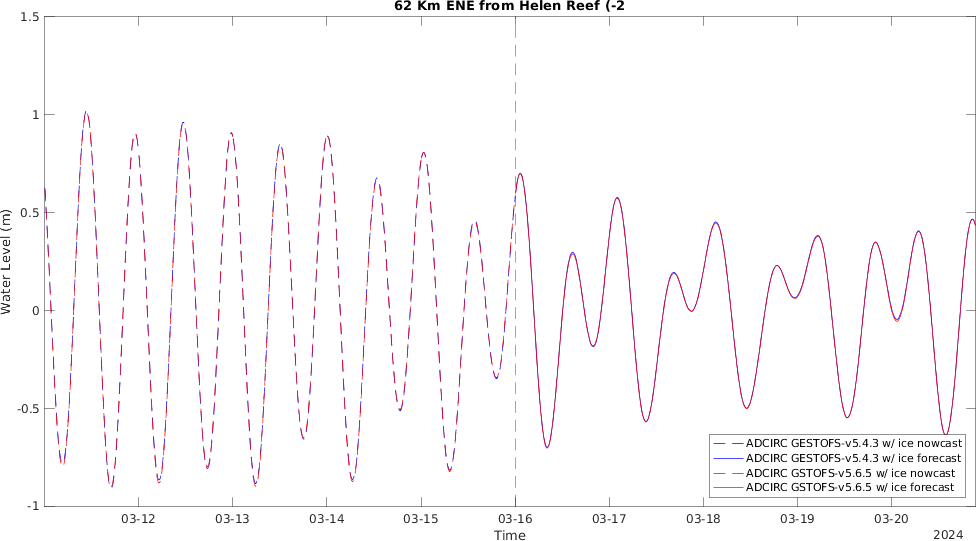 62 Km ENE from Helen Reef (-2
1.5
1
0.5
0
-0.5
-1
Water Level (m)
03-12 03-13 03-14 03-15 03-16 03-17 03-18 03-19 03-20
Time
2024
ADCIRC GESTOFS-v5.4.3 w/ ice nowcast
ADCIRC GESTOFS-v5.4.3 w/ ice forecast
ADCIRC GSTOFS-v5.6.5 w/ ice nowcast
ADCIRC GSTOFS-v5.6.5 w/ ice forecast